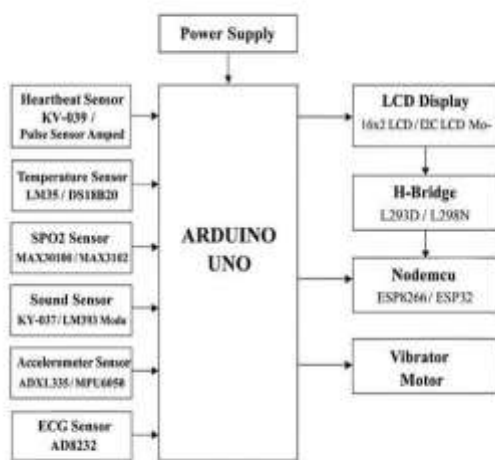 Power Supply
Heartbeat Sensor
KV-039 /
Pulse Sensor Amped
Temperature Sensor
LM35 / DS18B20
SPO2 Sensor
MAX30100 / MAX3102
Sound Sensor
KY-037 / LM393 Modu
Accelerometer Sensor
ADXL335 / MPU6050
ECG Sensor
AD8232
ARDUINO
UNO
LCD Display
16x2 LCD / I2C LCD Mo-
H-Bridge
L293D / L298N
Nodemcu
ESP8266 / ESP32
Vibrator
Motor